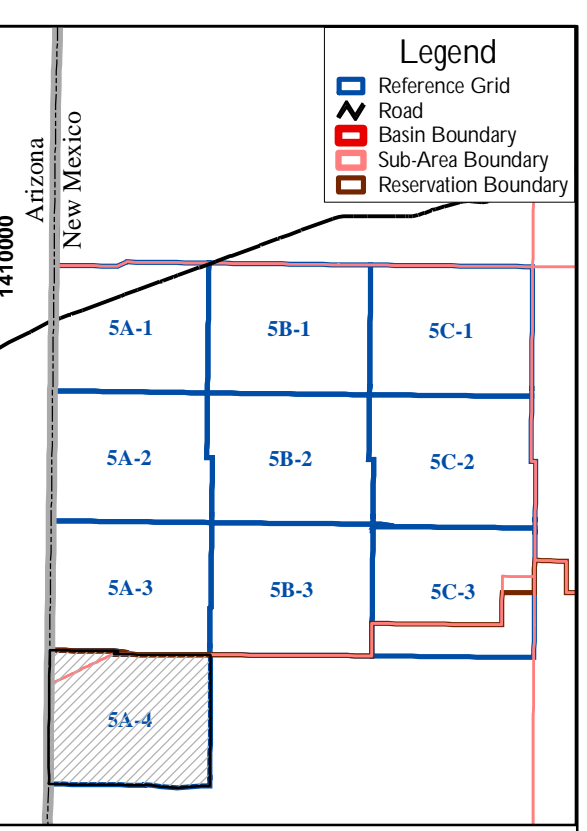 Legend
Reference Grid
Road
Basin Boundary
Sub-Area Boundary
Reservation Boundary
Arizona
New Mexico
1410000
5A-1
5B-1
5C-1
5A-2
5B-2
5C-2
5A-3
5B-3
5C-3
5A-4